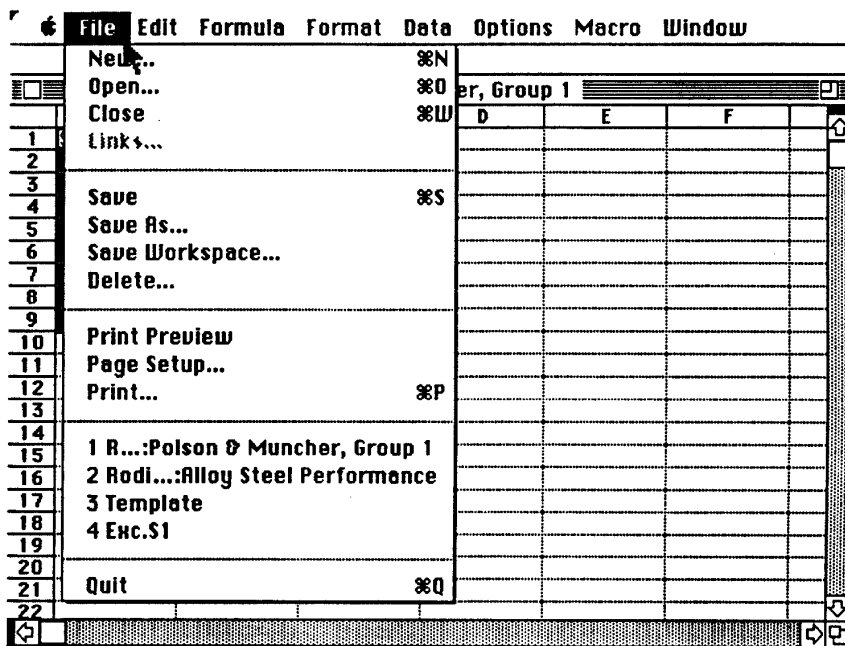 File Edit Formula Format Data Options Macro Window
New... ⌘N
Open... ⌘O
Close ⌘W
Links...
Save ⌘S
Save As...
Save Workspace...
Delete...
Print Preview
Page Setup...
Print... ⌘P
1 R...:Polson & Muncher, Group 1
2 Rodi...:Alloy Steel Performance
3 Template
4 Exc.S1
Quit ⌘Q
er, Group 1
D E F
1
2
3
4
5
6
7
8
9
10
11
12
13
14
15
16
17
18
19
20
21
22